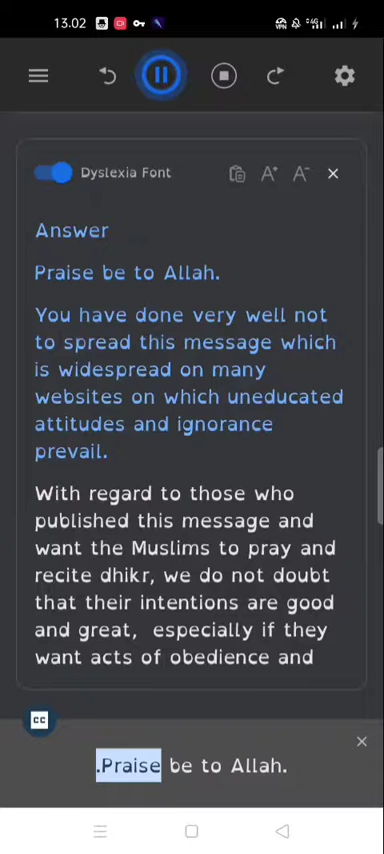 13.02
VPN 4G
Dyslexia Font A+ A-
Answer
Praise be to Allah.
You have done very well not
to spread this message which
is widespread on many
websites on which uneducated
attitudes and ignorance
prevail.
With regard to those who
published this message and
want the Muslims to pray and
recite dhikr, we do not doubt
that their intentions are good
and great, especially if they
want acts of obedience and
CC
.Praise be to Allah.